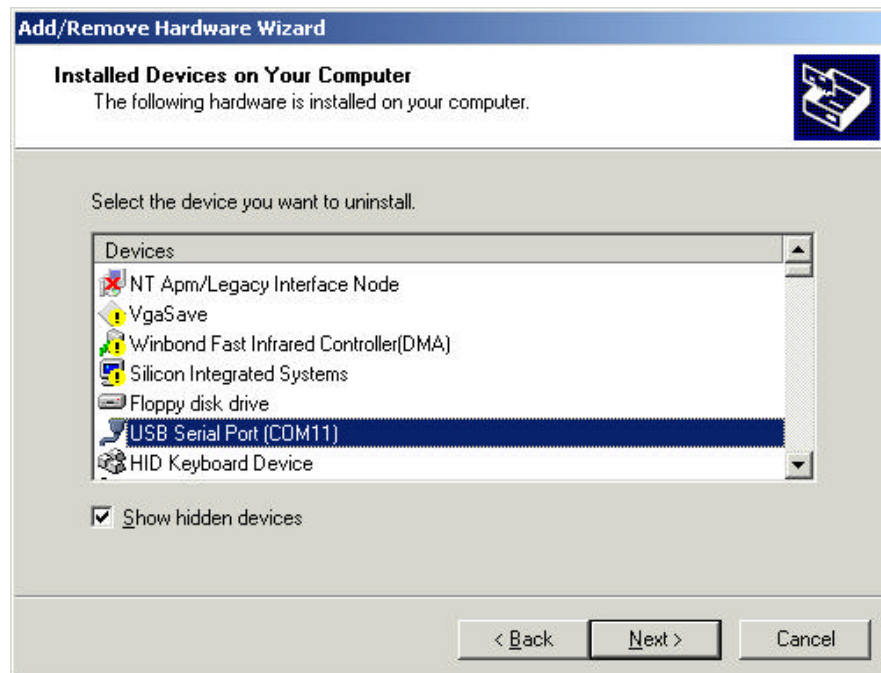 Add/Remove Hardware Wizard
Installed Devices on Your Computer
The following hardware is installed on your computer.
Select the device you want to uninstall.
Devices
NT Apm/Legacy Interface Node
VgaSave
Winbond Fast Infrared Controller(DMA)
Silicon Integrated Systems
Floppy disk drive
USB Serial Port (COM11)
HID Keyboard Device
Show hidden devices
< Back Next > Cancel